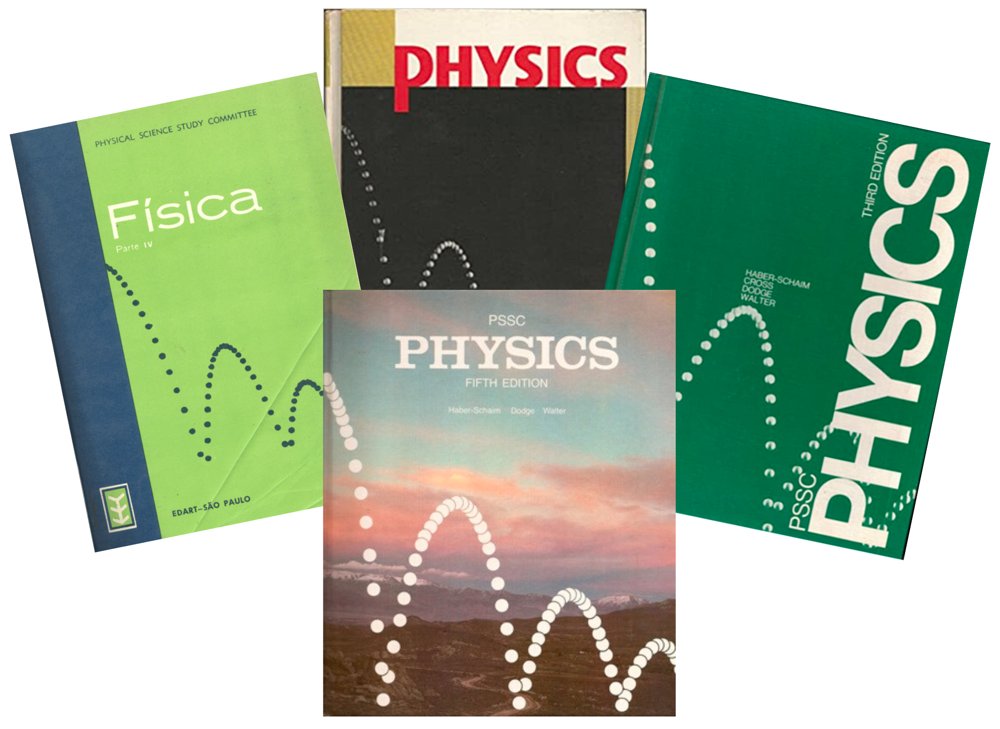 PHYSICAL SCIENCE STUDY COMMITTEE
Física
Parte IV
EDART–SÃO PAULO
PHYSICS
THIRD EDITION
HABER-SCHAIM
CROSS
DODGE
WALTER
PSSC
PHYSICS
PSSC
PHYSICS
FIFTH EDITION
Haber-Schaim Dodge Walter